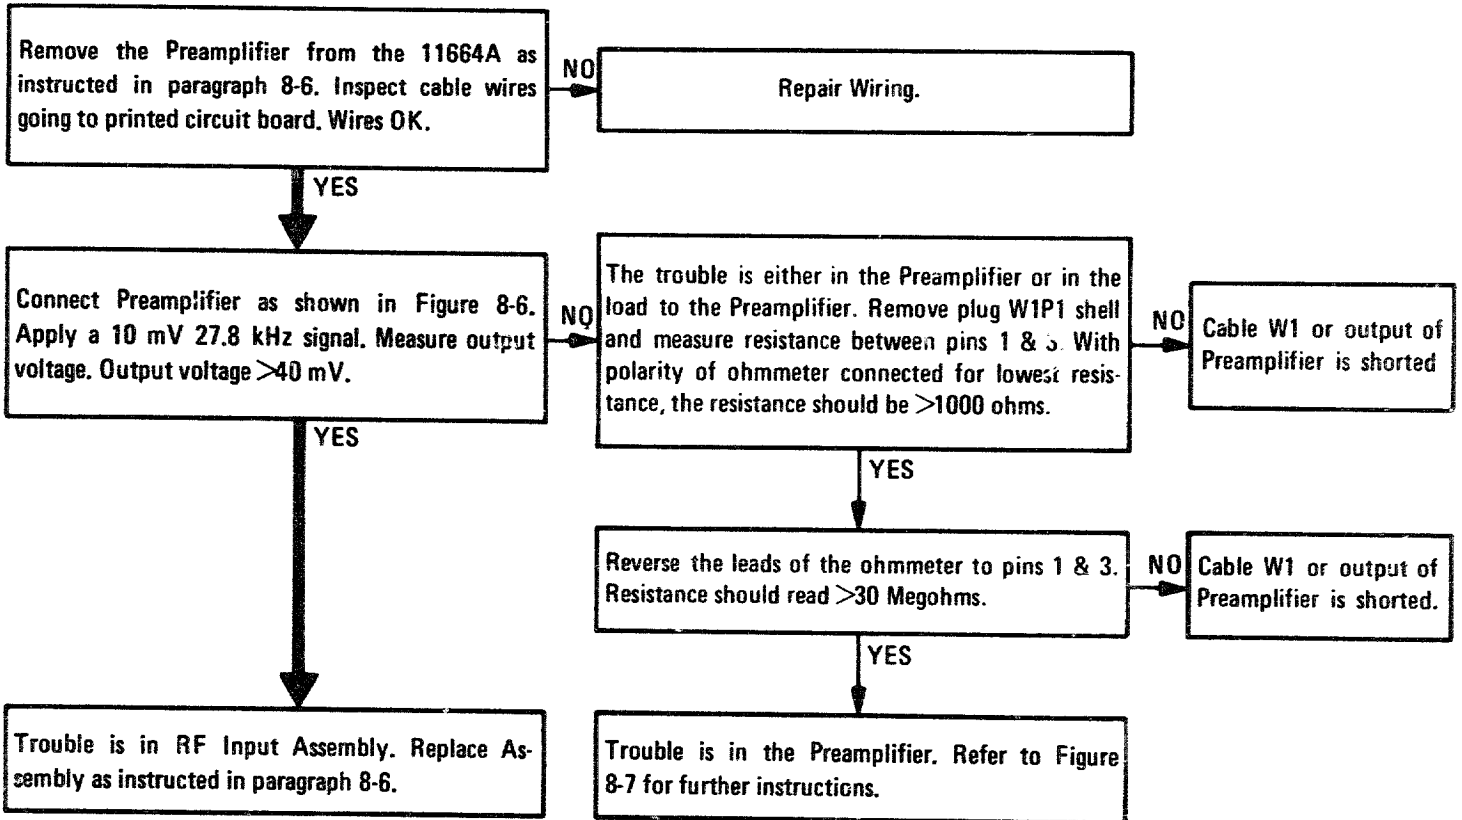 Remove the Preamplifier from the 11664A as
instructed in paragraph 8-6. Inspect cable wires
going to printed circuit board. Wires OK.
NO
Repair Wiring.
YES
Connect Preamplifier as shown in Figure 8-6.
Apply a 10 mV 27.8 kHz signal. Measure output
voltage. Output voltage >40 mV.
NO
The trouble is either in the Preamplifier or in the
load to the Preamplifier. Remove plug W1P1 shell
and measure resistance between pins 1 & With
polarity of ohmmeter connected for lowest resis-
tance, the resistance should be >1000 ohms.
NO
Cable W1 or output of
Preamplifier is shorted
YES
YES
Reverse the leads of the ohmmeter to pins 1 & 3.
Resistance should read >30 Megohms.
NO
Cable W1 or output of
Preamplifier is shorted.
YES
Trouble is in RF Input Assembly. Replace As-
sembly as instructed in paragraph 8-6.
Trouble is in the Preamplifier. Refer to Figure
8-7 for further instructions.